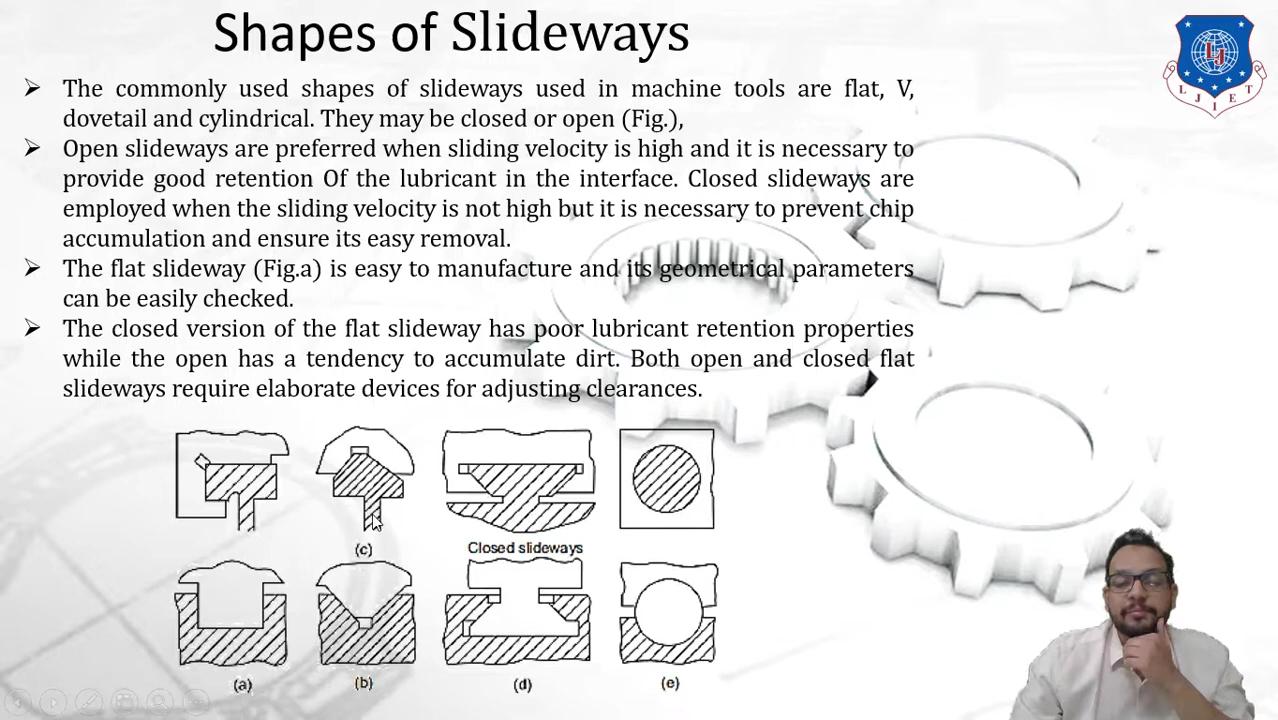 Shapes of Slideways
➢ The commonly used shapes of slideways used in machine tools are flat, V,
dovetail and cylindrical. They may be closed or open (Fig.),
➢ Open slideways are preferred when sliding velocity is high and it is necessary to
provide good retention Of the lubricant in the interface. Closed slideways are
employed when the sliding velocity is not high but it is necessary to prevent chip
accumulation and ensure its easy removal.
➢ The flat slideway (Fig.a) is easy to manufacture and its geometrical parameters
can be easily checked.
➢ The closed version of the flat slideway has poor lubricant retention properties
while the open has a tendency to accumulate dirt. Both open and closed flat
slideways require elaborate devices for adjusting clearances.
LJ
LJIET
(c)
Closed slideways
(a)
(b)
(d)
(e)